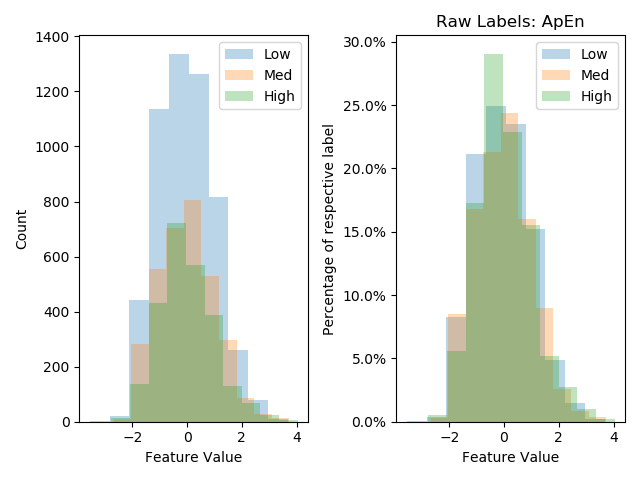 Raw Labels: ApEn
1400
1200
1000
800
600
400
200
0
Count
−2
0
2
4
Feature Value
Low
Med
High
30.0%
25.0%
20.0%
15.0%
10.0%
5.0%
0.0%
Percentage of respective label
−2
0
2
4
Feature Value
Low
Med
High